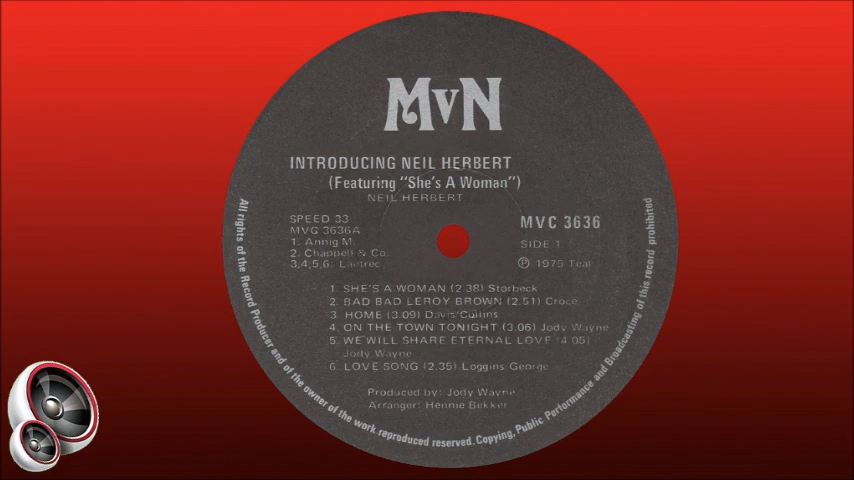 MVN
INTRODUCING NEIL HERBERT
(Featuring "She's A Woman")
NEIL HERBERT
SPEED 33
MVC 3636A
1. Annig M.
2. Chappell & Co.
3,4,5,6. Laetrec
MVC 3636
SIDE 1
℗ 1975 Teal
1. SHE'S A WOMAN (2.38) Storbeck
2. BAD BAD LEROY BROWN (2.51) Croce
3 HOME (3.09) Davis/Cullins
4. ON THE TOWN TONIGHT (3.06) Jody Wayne
5. WE'WILL SHARE ETERNAL LOVE (4.05)
Jody Wayne
6. LOVE SONG (2.35) Loggins/George
Produced by: Jody Wayne
Arranger: Hennie Bekker
All rights of the Record Producer and of the owner of the work reproduced reserved. Copying, Public Performance and Broadcasting of this record prohibited